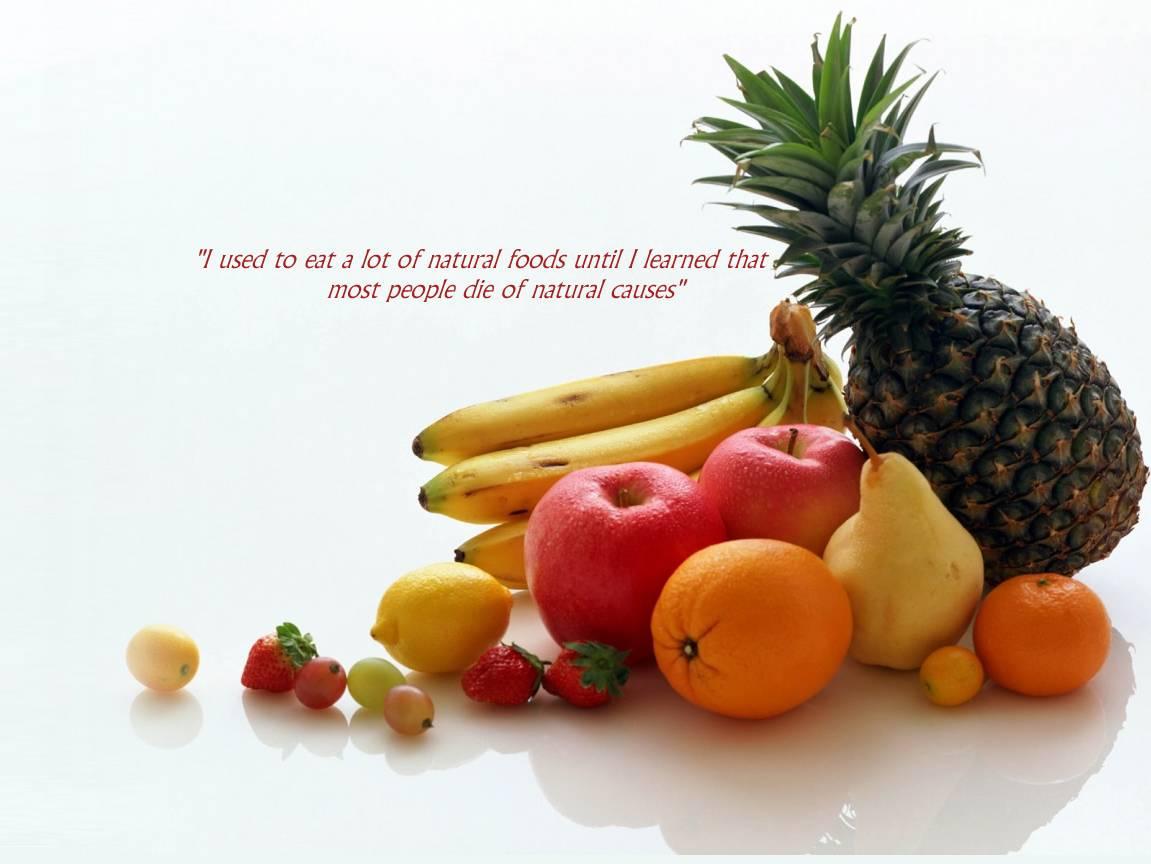 "I used to eat a lot of natural foods until I learned that
most people die of natural causes"